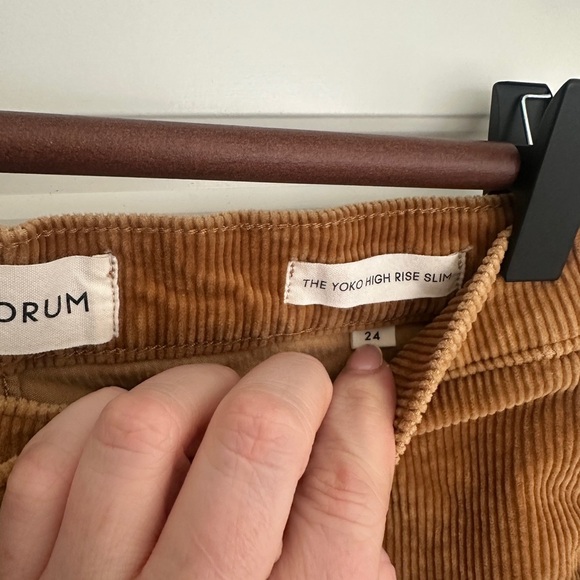 ORUM
THE YOKO HIGH RISE SLIM
24